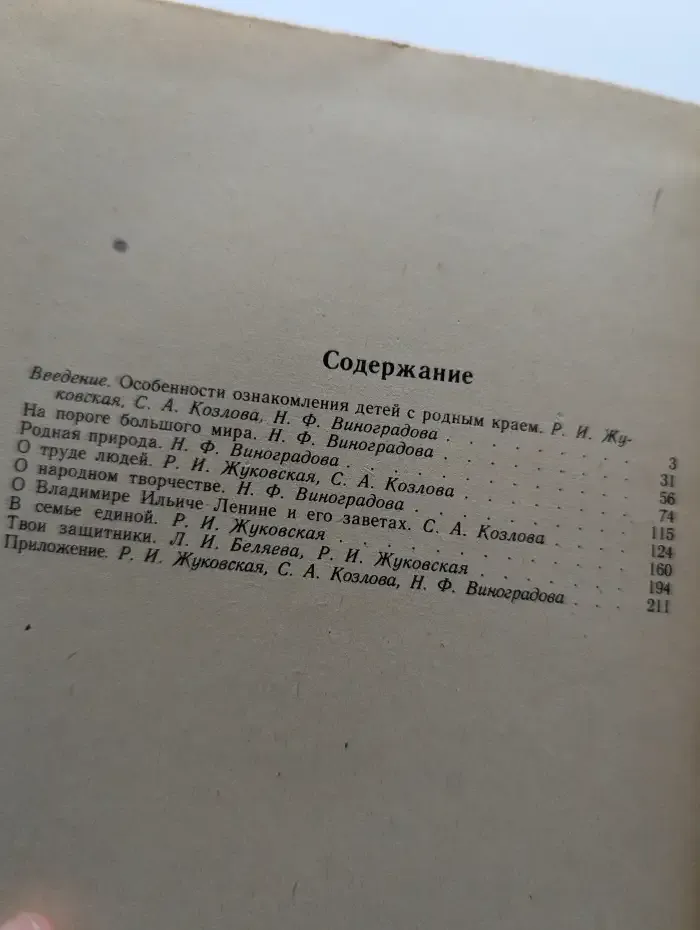 Содержание
Введение. Особенности ознакомления детей с родным краем. Р. И. Жу-
ковская, С. А. Козлова, Н. Ф. Виноградова . . . . . . . . 3
На пороге большого мира. Н. Ф. Виноградова . . . . . . . . 31
Родная природа. Н. Ф. Виноградова . . . . . . . . . . 56
О труде людей. Р. И. Жуковская, С. А. Козлова . . . . . . . 74
О народном творчестве. Н. Ф. Виноградова . . . . . . . . 115
О Владимире Ильиче Ленине и его заветах. С. А. Козлова . . . . 124
В семье единой. Р. И. Жуковская . . . . . . . . . . 160
Твои защитники. Л. И. Беляева, Р. И. Жуковская . . . . . . 194
Приложение. Р. И. Жуковская, С. А. Козлова, Н. Ф. Виноградова . . . 211